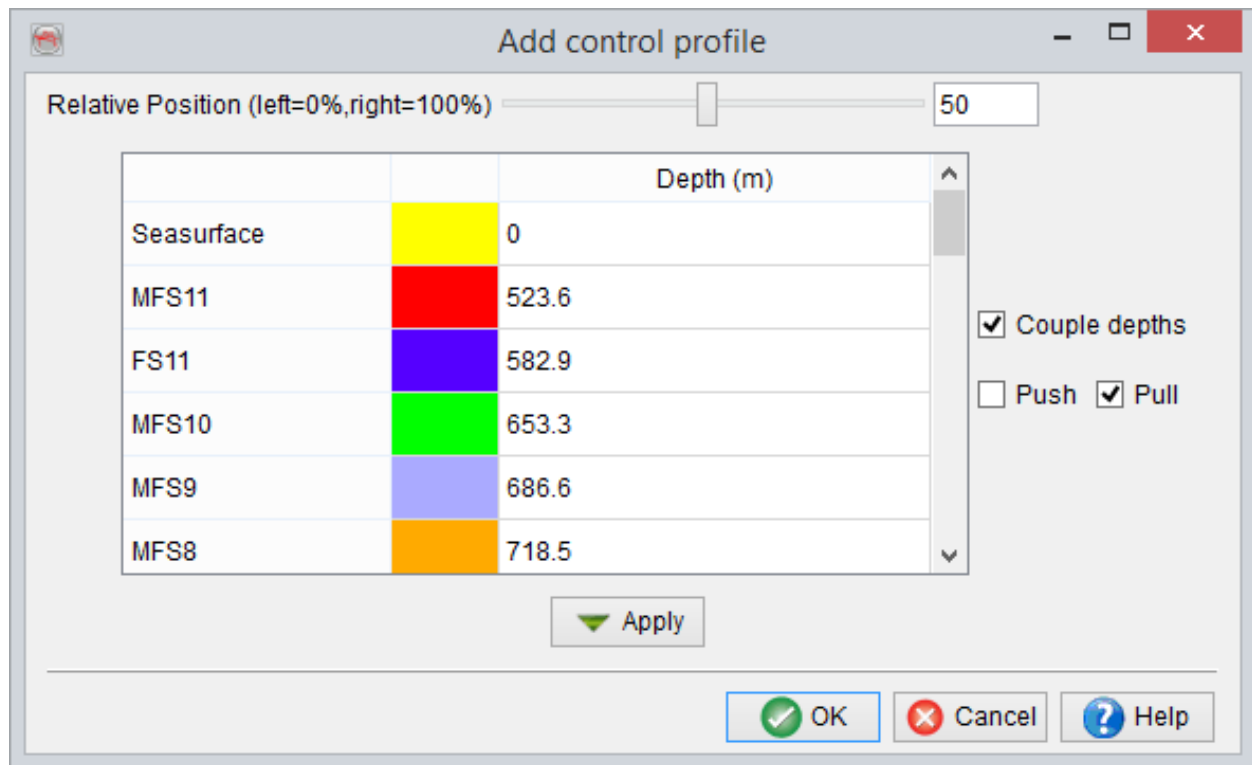 Add control profile
Relative Position (left=0%,right=100%) 50
Depth (m)
Seasurface 0
MFS11 523.6
FS11 582.9
MFS10 653.3
MFS9 686.6
MFS8 718.5
Couple depths
Push Pull
Apply
OK Cancel Help